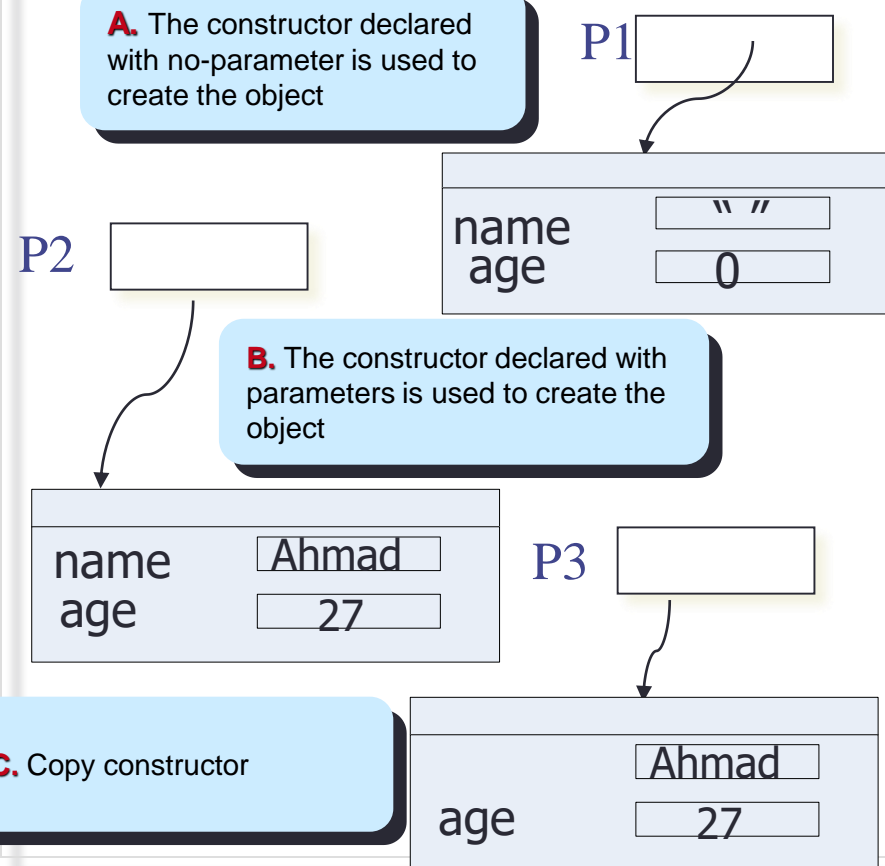 A. The constructor declared
with no-parameter is used to
create the object
P1
name “ ”
age 0
P2
B. The constructor declared with
parameters is used to create the
object
name Ahmad
age 27
P3
C. Copy constructor
Ahmad
age 27